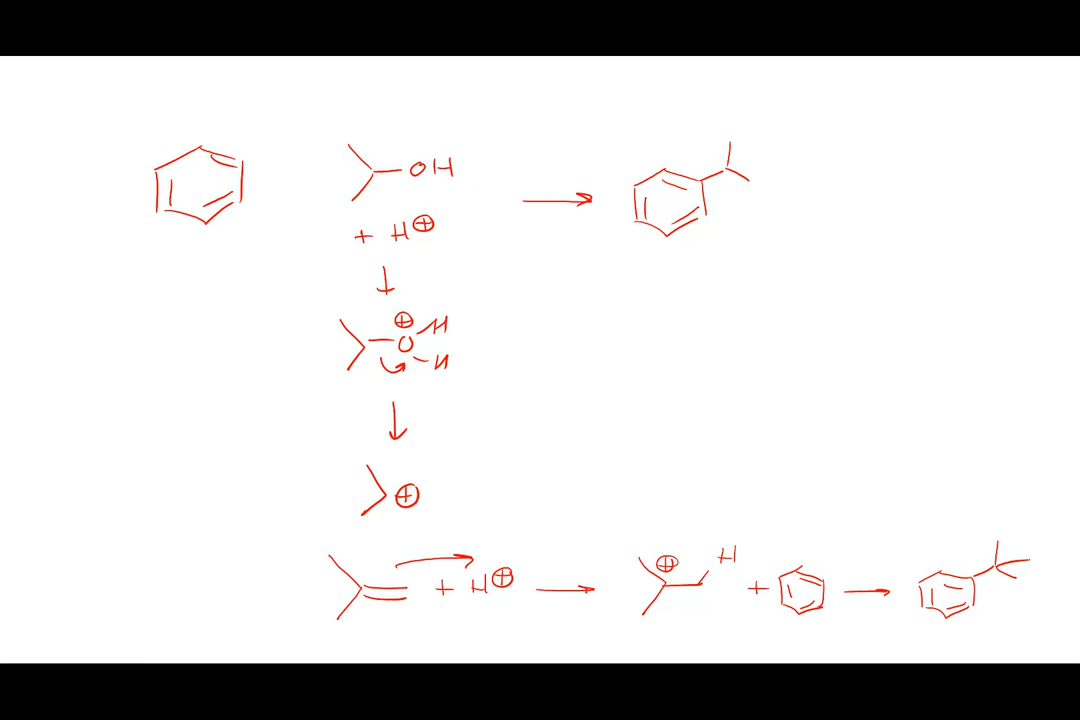 OH
+ H⊕
⊕
O H
H
⊕
+ H⊕ ⊕ H +